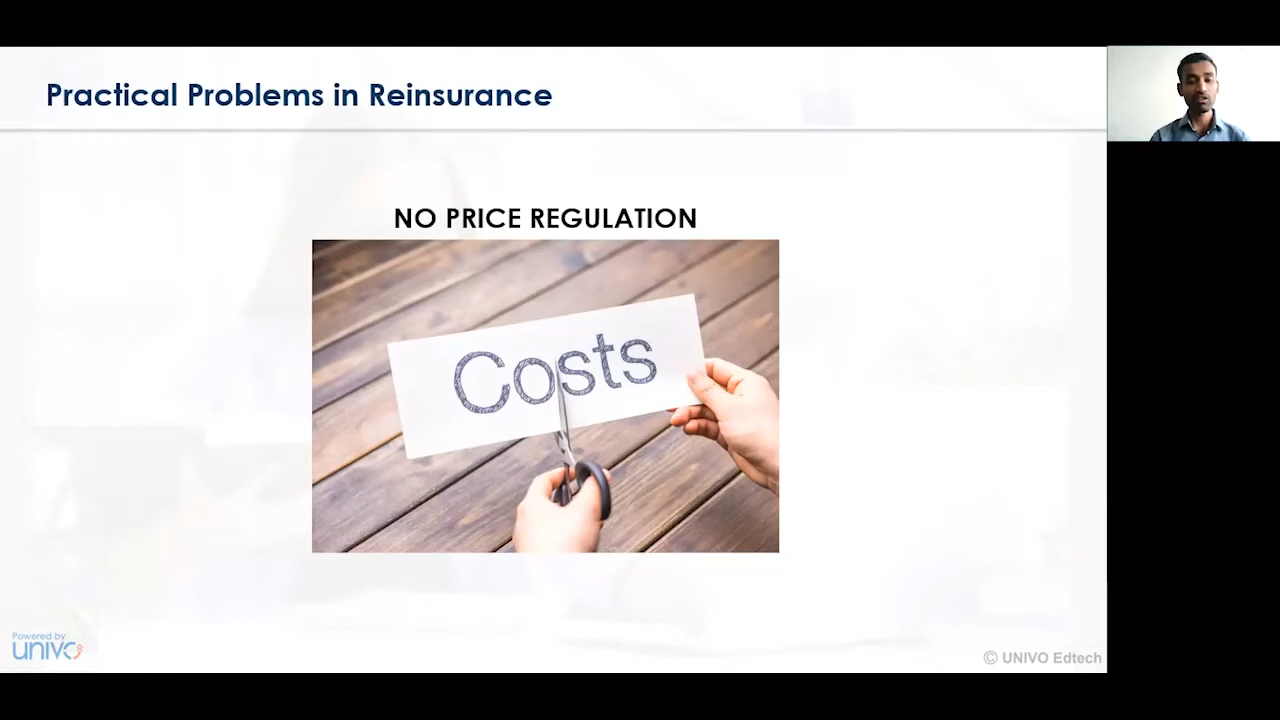 Practical Problems in Reinsurance
NO PRICE REGULATION
Costs
Powered by
univo
© UNIVO Edtech